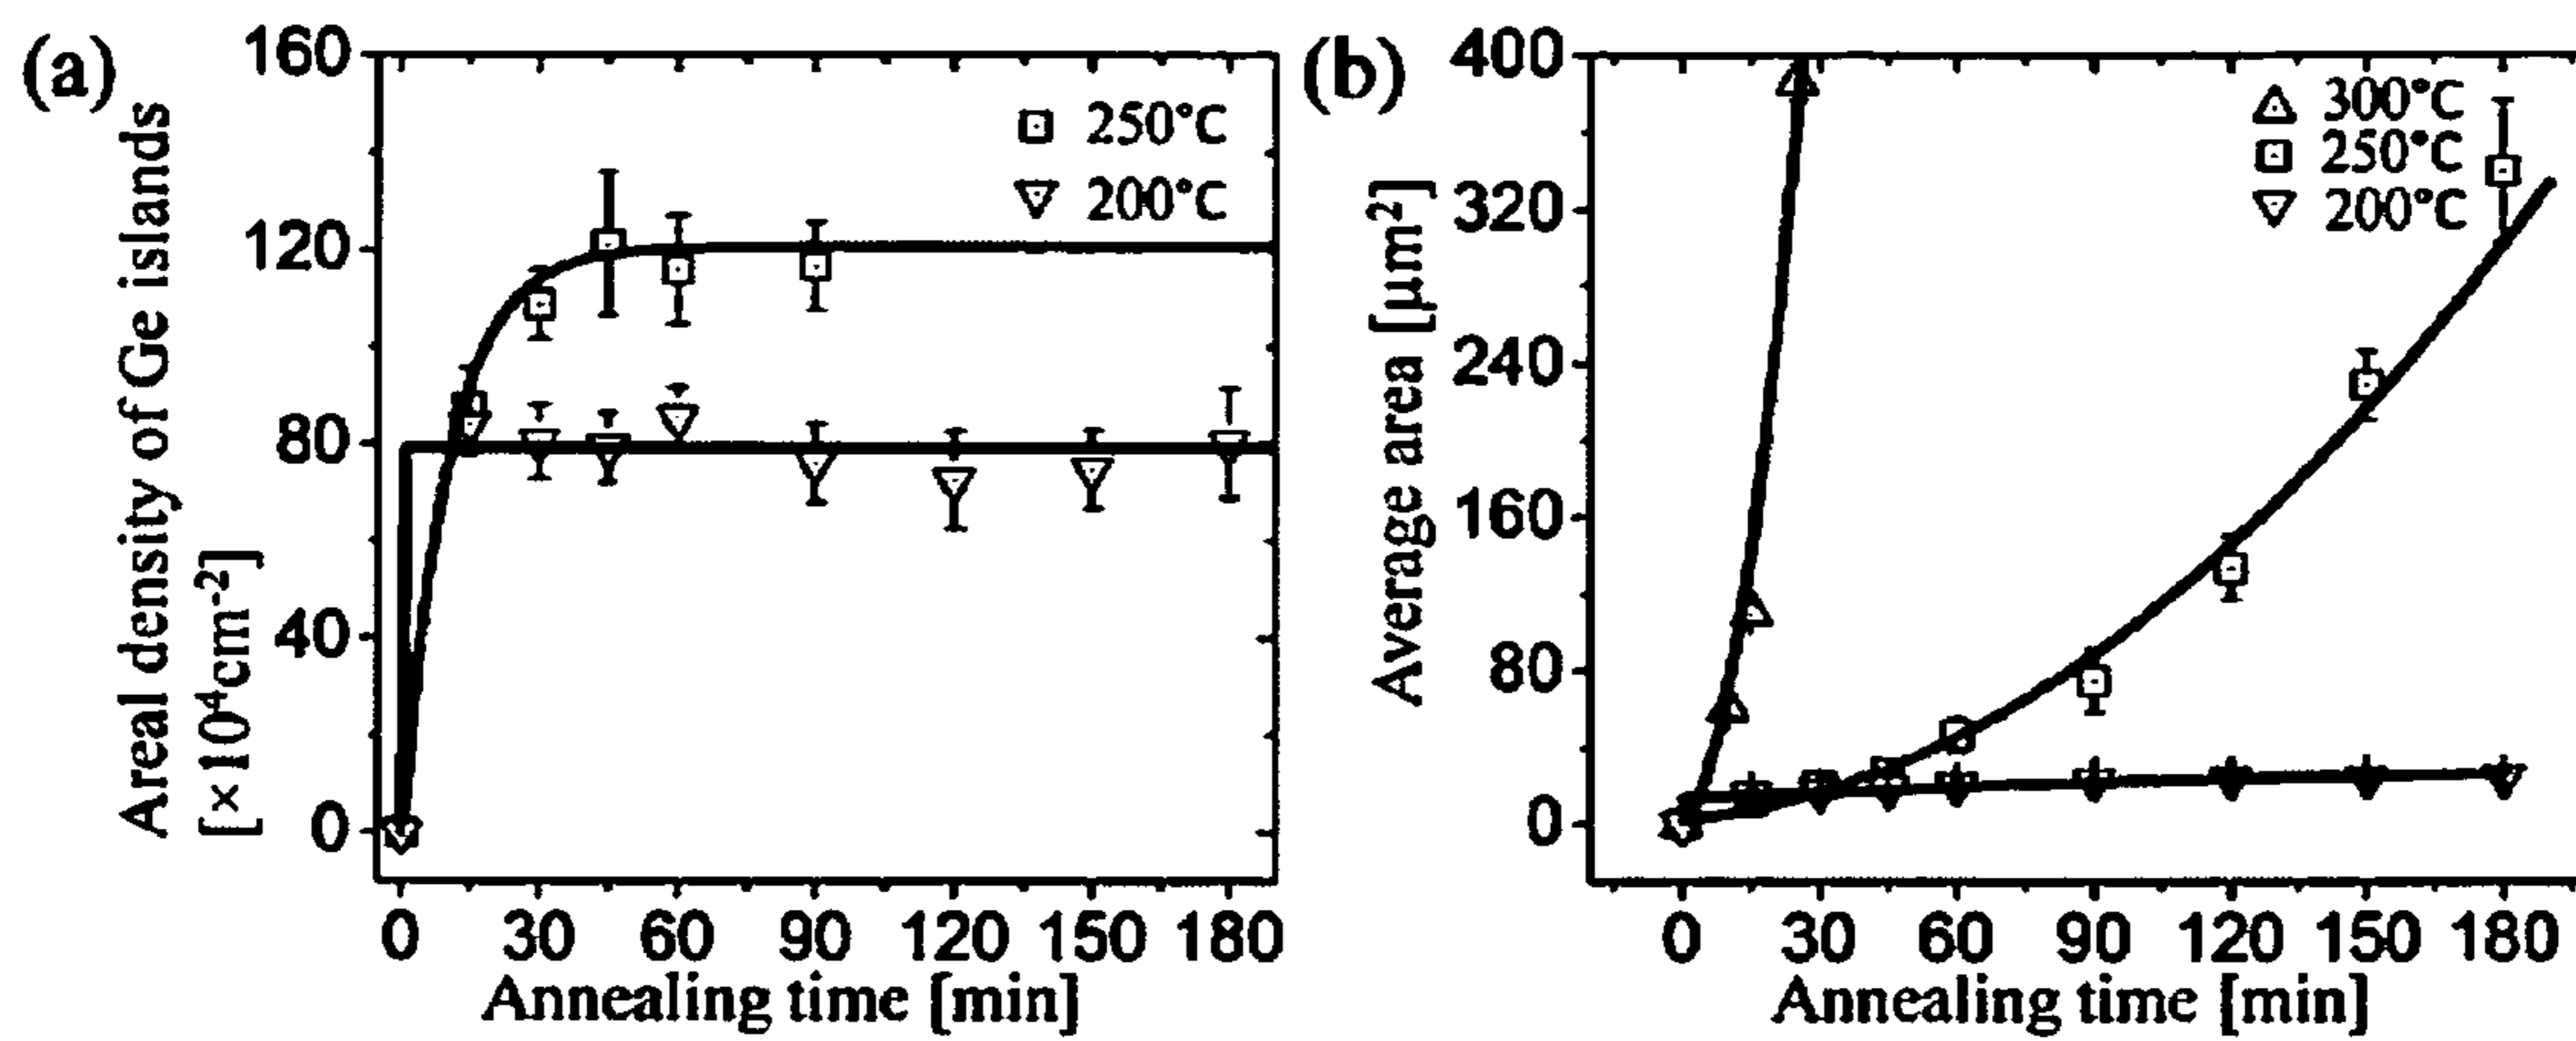 (a)
Areal density of Ge islands
[×10⁴cm⁻²]
160
120
80
40
0
250°C
200°C
0 30 60 90 120 150 180
Annealing time [min]
(b)
Average area [μm²]
400
320
240
160
80
0
300°C
250°C
200°C
0 30 60 90 120 150 180
Annealing time [min]